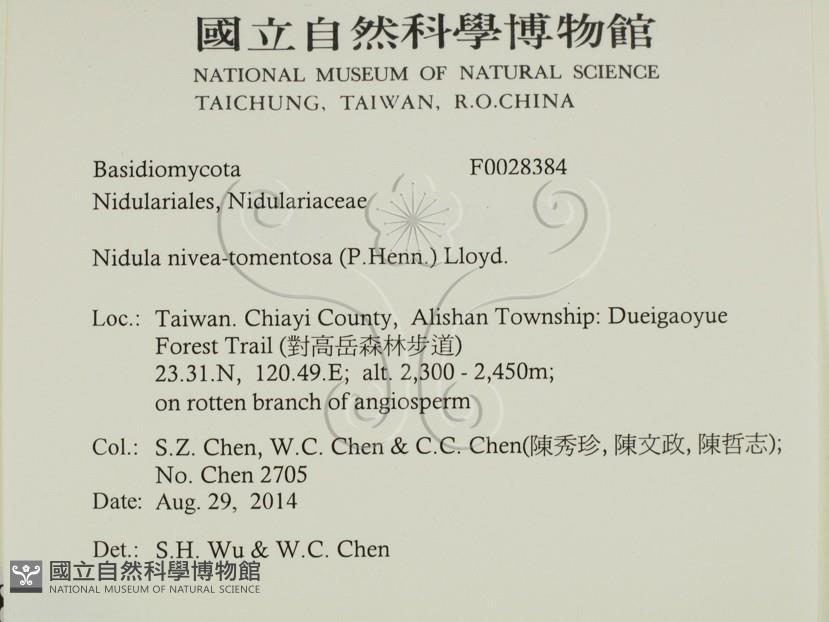 國立自然科學博物館
NATIONAL MUSEUM OF NATURAL SCIENCE
TAICHUNG, TAIWAN, R.O.CHINA
Basidiomycota F0028384
Nidulariales, Nidulariaceae
Nidula nivea-tomentosa (P.Henn.) Lloyd.
Loc.: Taiwan. Chiayi County, Alishan Township: Dueigaoyue
Forest Trail (對高岳森林步道)
23.31.N, 120.49.E; alt. 2,300 - 2,450m;
on rotten branch of angiosperm
Col.: S.Z. Chen, W.C. Chen & C.C. Chen(陳秀珍, 陳文政, 陳哲志);
No. Chen 2705
Date: Aug. 29, 2014
Det.: S.H. Wu & W.C. Chen
國立自然科學博物館
NATIONAL MUSEUM OF NATURAL SCIENCE